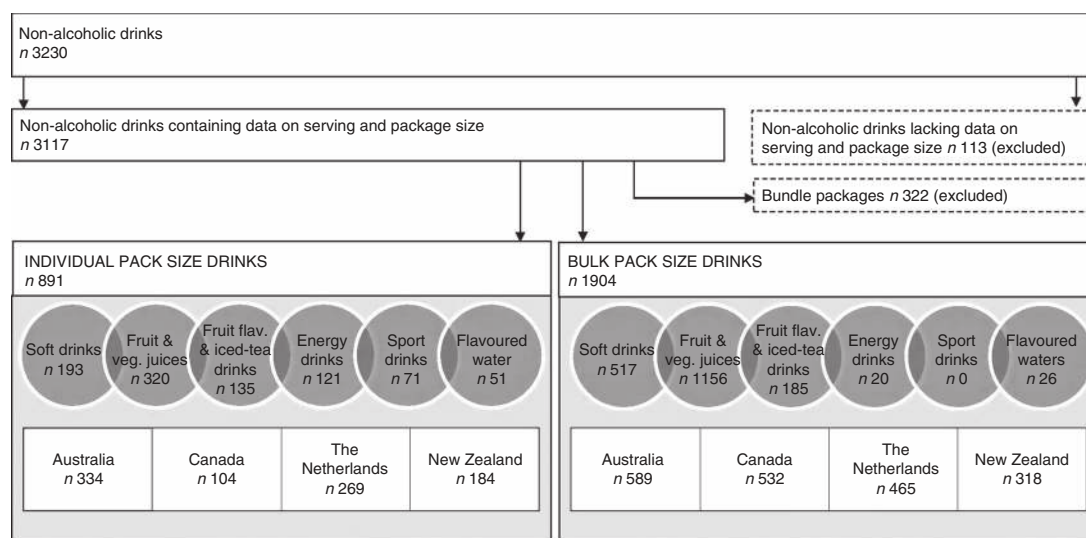 Non-alcoholic drinks
n 3230
Non-alcoholic drinks containing data on serving and package size
n 3117
Non-alcoholic drinks lacking data on
serving and package size n 113 (excluded)
Bundle packages n 322 (excluded)
INDIVIDUAL PACK SIZE DRINKS
n 891
Soft drinks
n 193
Fruit &
veg. juices
n 320
Fruit flav.
& iced-tea
drinks
n 135
Energy
drinks
n 121
Sport
drinks
n 71
Flavoured
water
n 51
Australia
n 334
Canada
n 104
The
Netherlands
n 269
New Zealand
n 184
BULK PACK SIZE DRINKS
n 1904
Soft drinks
n 517
Fruit &
veg. juices
n 1156
Fruit flav.
& iced-tea
drinks
n 185
Energy
drinks
n 20
Sport
drinks
n 0
Flavoured
waters
n 26
Australia
n 589
Canada
n 532
The
Netherlands
n 465
New Zealand
n 318